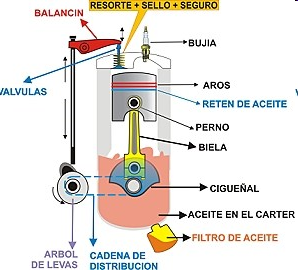 RESORTE + SELLO + SEGURO
BALANCIN
BUJIA
VALVULAS
AROS
RETEN DE ACEITE
PERNO
BIELA
CIGUEÑAL
ACEITE EN EL CARTER
FILTRO DE ACEITE
ARBOL
DE LEVAS
CADENA DE
DISTRIBUCION